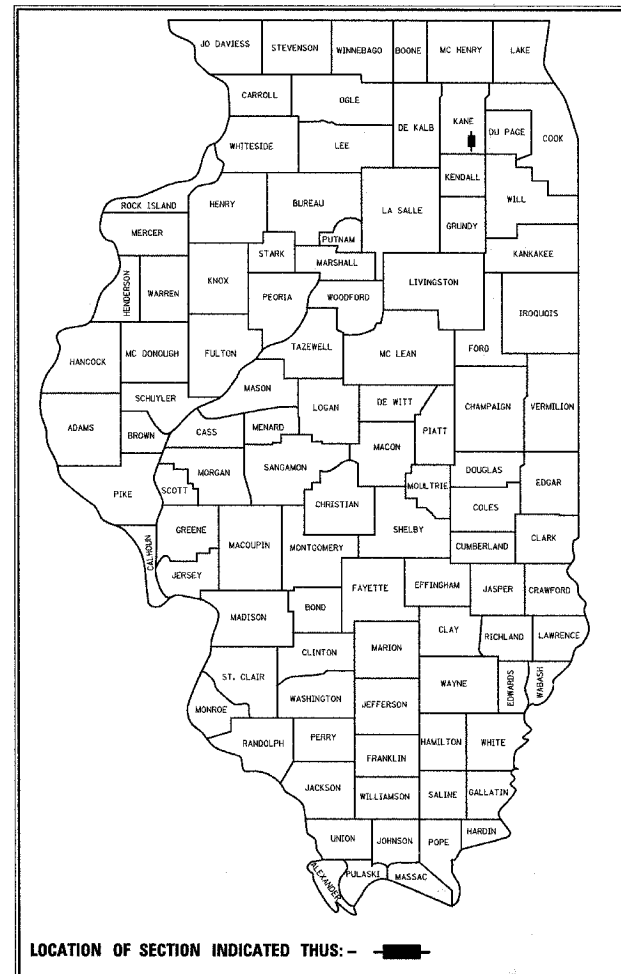 JO DAVIESS STEVENSON WINNEBAGO BOONE MC HENRY LAKE
CARROLL OGLE DE KALB KANE DU PAGE COOK
WHITESIDE LEE
KENDALL
ROCK ISLAND HENRY BUREAU LA SALLE WILL
MERCER PUTNAM GRUNDY
STARK MARSHALL KANKAKEE
HENDERSON WARREN KNOX PEORIA WOODFORD LIVINGSTON IROQUOIS
HANCOCK MC DONOUGH FULTON TAZEWELL MC LEAN FORD
SCHUYLER MASON LOGAN DE WITT CHAMPAIGN VERMILION
ADAMS BROWN CASS MENARD PIATT
MACON
PIKE SCOTT MORGAN SANGAMON MOULTRIE DOUGLAS EDGAR
CHRISTIAN COLES
CALHOUN GREENE MACOUPIN MONTGOMERY SHELBY CUMBERLAND CLARK
JERSEY
MADISON BOND FAYETTE EFFINGHAM JASPER CRAWFORD
CLINTON MARION CLAY RICHLAND LAWRENCE
ST. CLAIR WASHINGTON JEFFERSON WAYNE EDWARDS WABASH
MONROE
RANDOLPH PERRY FRANKLIN HAMILTON WHITE
JACKSON WILLIAMSON SALINE GALLATIN
UNION JOHNSON POPE HARDIN
ALEXANDER PULASKI MASSAC
LOCATION OF SECTION INDICATED THUS: -